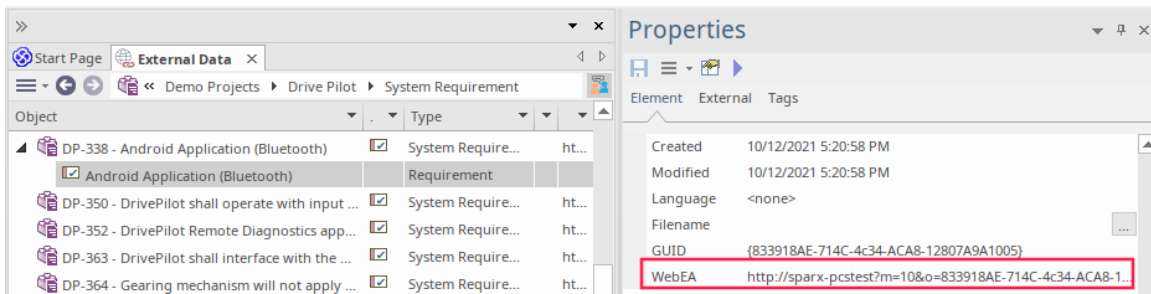 Start Page External Data
Demo Projects Drive Pilot System Requirement
Object . Type
DP-338 - Android Application (Bluetooth) System Require... ht...
Android Application (Bluetooth) Requirement
DP-350 - DrivePilot shall operate with input ... System Require... ht...
DP-352 - DrivePilot Remote Diagnostics app... System Require... ht...
DP-363 - DrivePilot shall interface with the ... System Require... ht...
DP-364 - Gearing mechanism will not apply ... System Require... ht...
Properties
Element External Tags
Created 10/12/2021 5:20:58 PM
Modified 10/12/2021 5:20:58 PM
Language <none>
Filename ...
GUID {833918AE-714C-4c34-ACA8-12807A9A1005}
WebEA http://sparx-pcstest?m=10&o=833918AE-714C-4c34-ACA8-1...